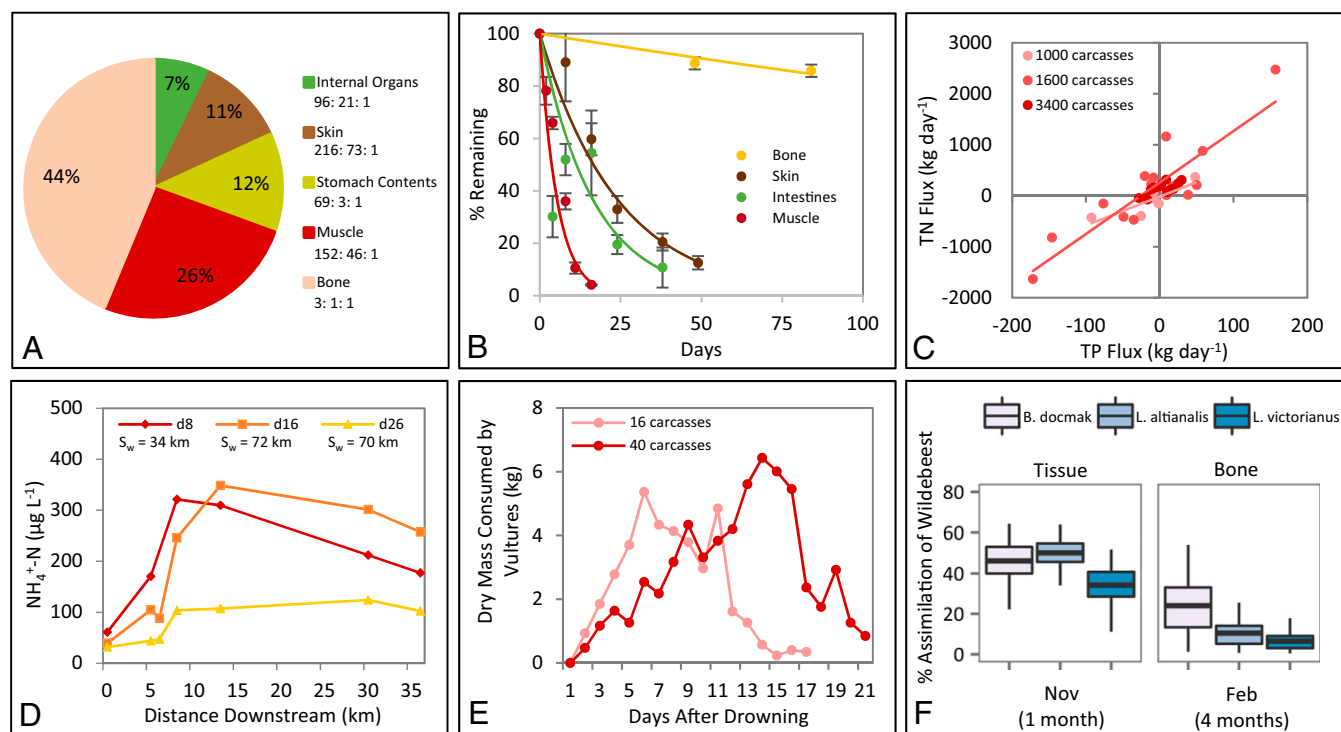 7%
11%
12%
26%
44%
Internal Organs
96: 21: 1
Skin
216: 73: 1
Stomach Contents
69: 3: 1
Muscle
152: 46: 1
Bone
3: 1: 1
A
% Remaining
100
80
60
40
20
0
0 25 50 75 100
Days
Bone
Skin
Intestines
Muscle
B
TN Flux (kg day⁻¹)
3000
2000
1000
0
-1000
-2000
-200 -100 0 100 200
TP Flux (kg day⁻¹)
1000 carcasses
1600 carcasses
3400 carcasses
C
NH₄⁺-N (µg L⁻¹)
500
400
300
200
100
0
d8 d16 d26
Sw = 34 km Sw = 72 km Sw = 70 km
0 5 10 15 20 25 30 35
Distance Downstream (km)
D
Dry Mass Consumed by
Vultures (kg)
8
6
4
2
0
16 carcasses
40 carcasses
1 3 5 7 9 11 13 15 17 19 21
Days After Drowning
E
B. docmak L. altianalis L. victorianus
Tissue Bone
% Assimilation of Wildebeest
80
60
40
20
0
Nov Feb
(1 month) (4 months)
F